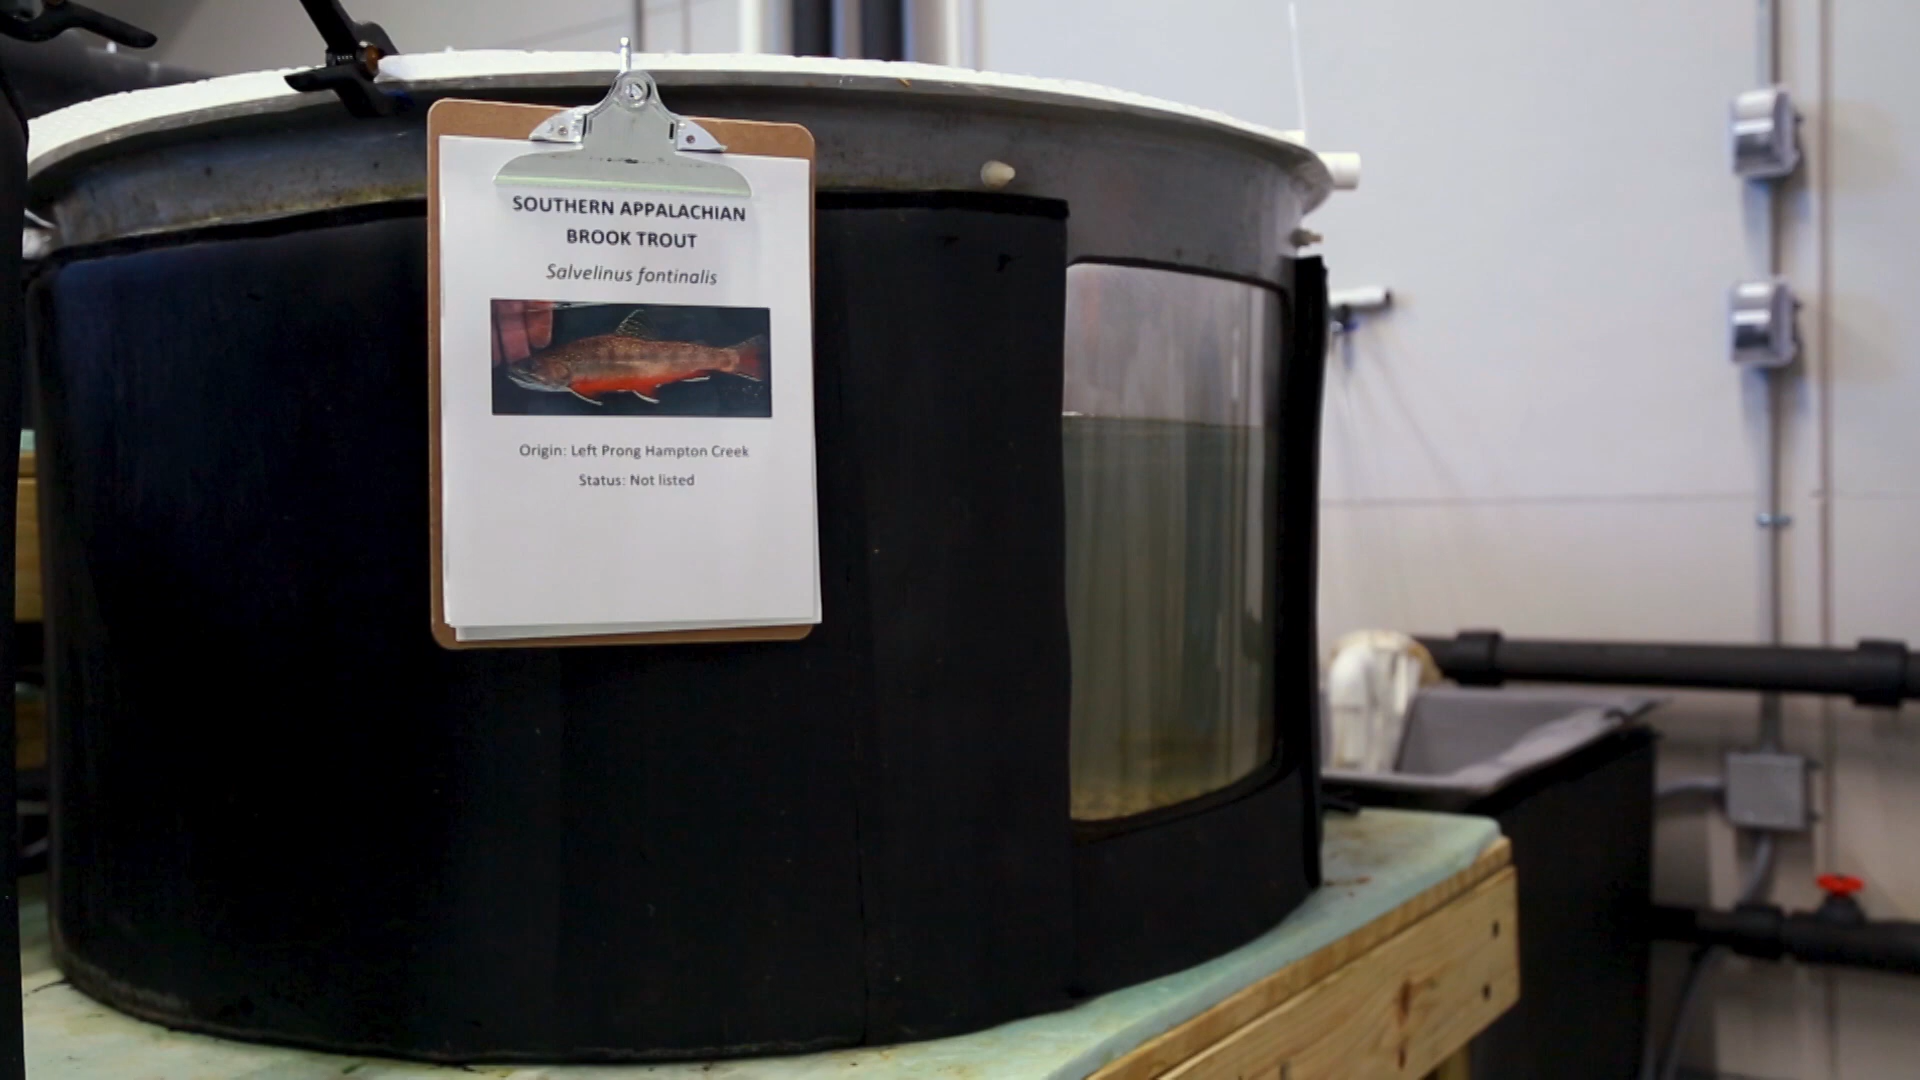 SOUTHERN APPALACHIAN
BROOK TROUT
Salvelinus fontinalis
Origin: Left Prong Hampton Creek
Status: Not listed